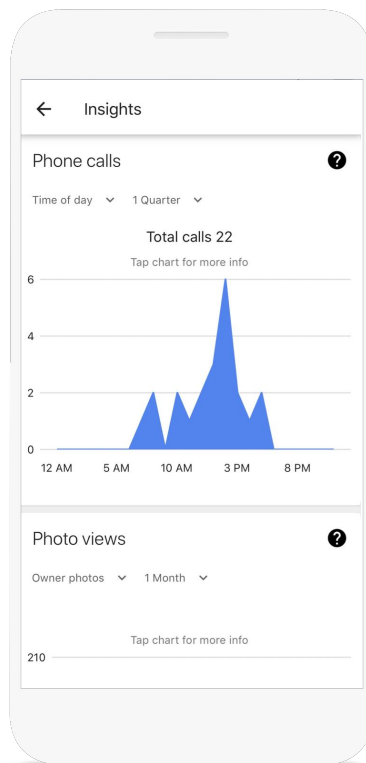 Insights
Phone calls
Time of day 1 Quarter
Total calls 22
Tap chart for more info
6
4
2
0
12 AM 5 AM 10 AM 3 PM 8 PM
Photo views
Owner photos 1 Month
Tap chart for more info
210